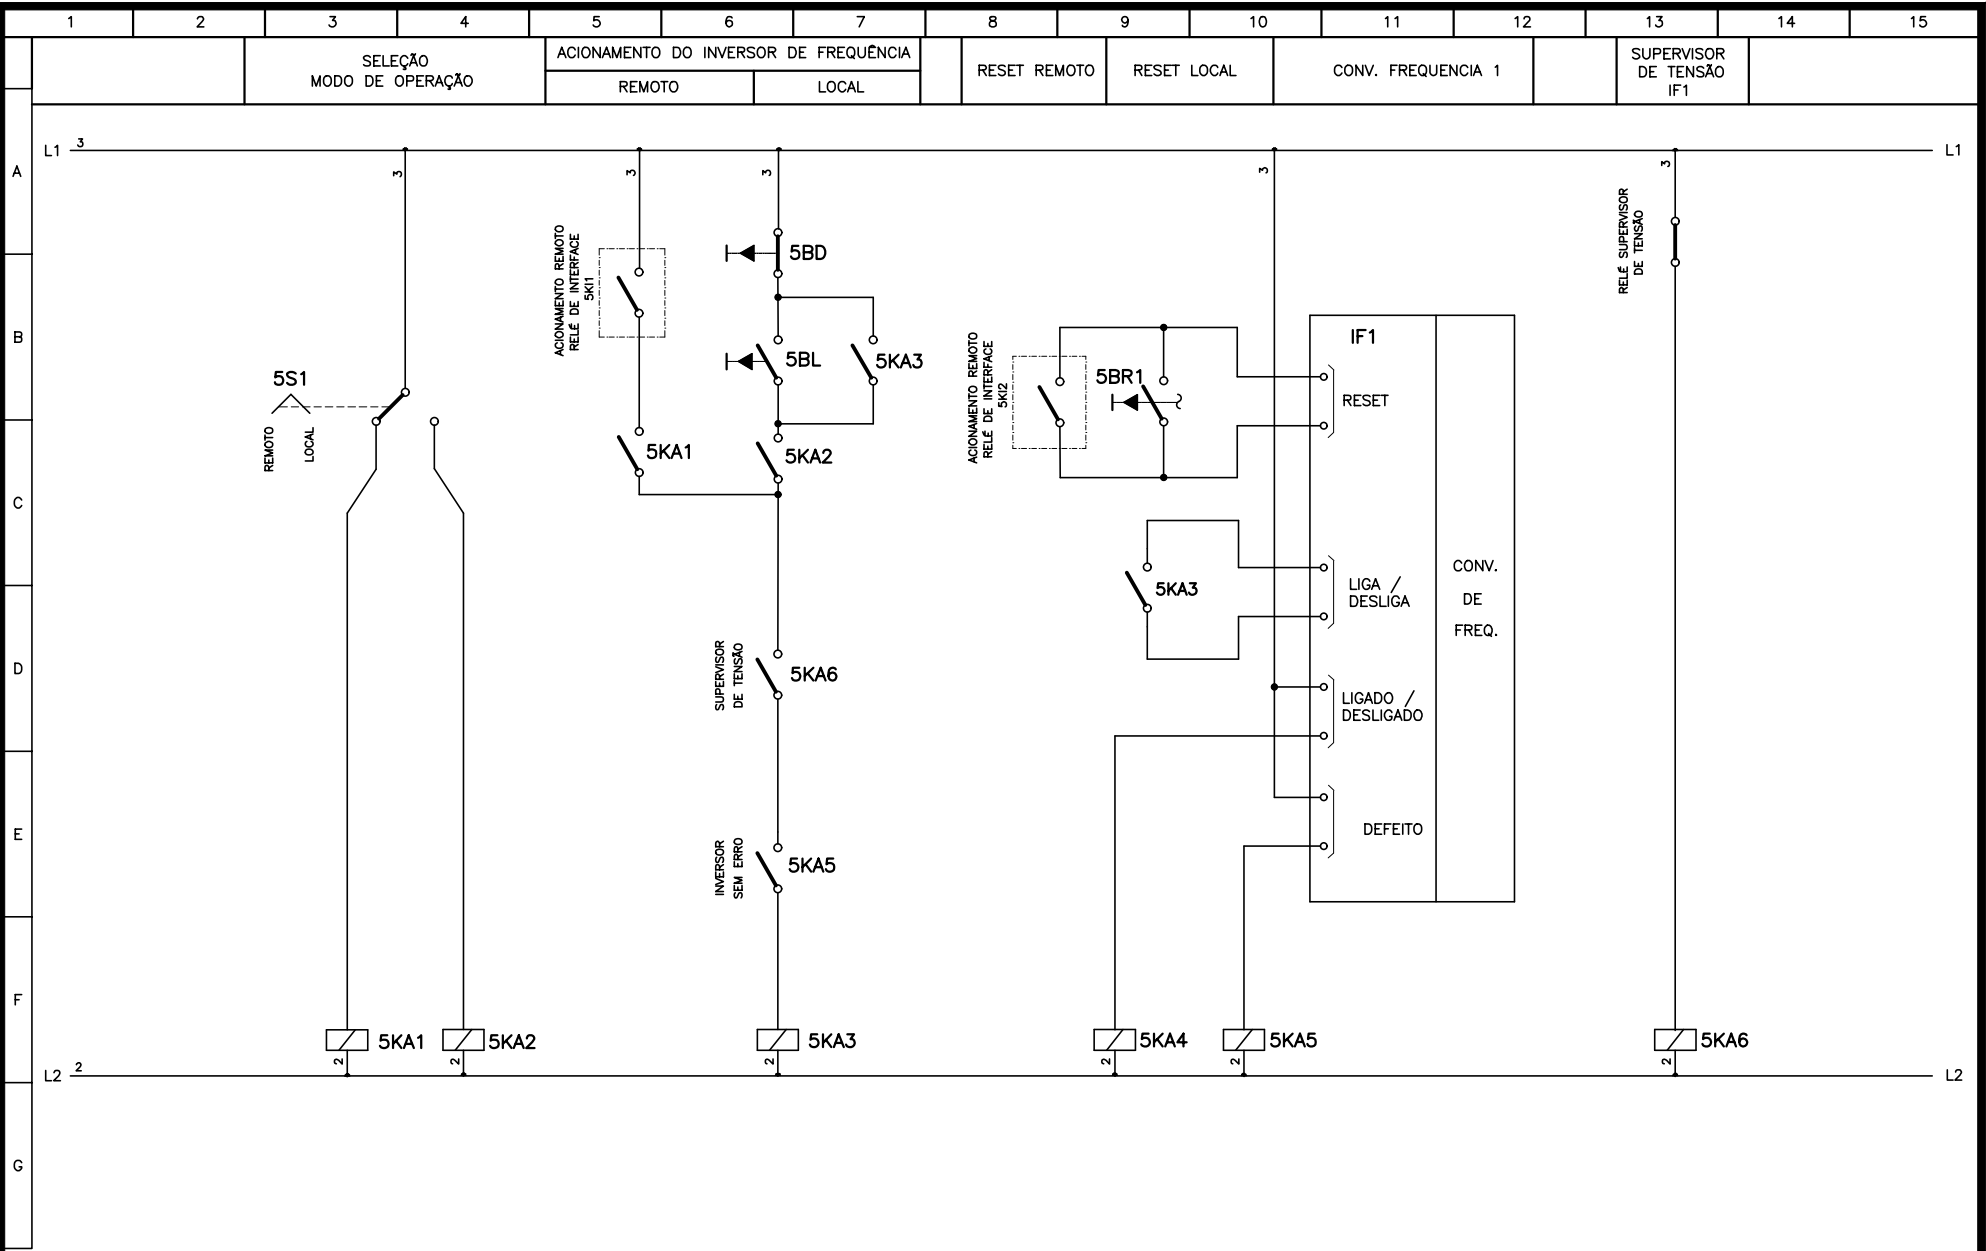 1 2 3 4 5 6 7 8 9 10 11 12 13 14 15
SELEÇÃO
MODO DE OPERAÇÃO
ACIONAMENTO DO INVERSOR DE FREQUÊNCIA
REMOTO
LOCAL
RESET REMOTO
RESET LOCAL
CONV. FREQUENCIA 1
SUPERVISOR
DE TENSÃO
IF1
A
B
C
D
E
F
G
L1 3
L1
3
3
3
3
3
5S1
REMOTO
LOCAL
ACIONAMENTO REMOTO
RELÉ DE INTERFACE
5KI1
5BD
5BL
5KA3
5KA1
5KA2
SUPERVISOR
DE TENSÃO
5KA6
INVERSOR
SEM ERRO
5KA5
ACIONAMENTO REMOTO
RELÉ DE INTERFACE
5KI2
5BR1
5KA3
IF1
RESET
LIGA /
DESLIGA
LIGADO /
DESLIGADO
DEFEITO
CONV.
DE
FREQ.
RELÉ SUPERVISOR
DE TENSÃO
5KA1
5KA2
5KA3
5KA4
5KA5
5KA6
2
2
2
2
2
2
L2 2
L2